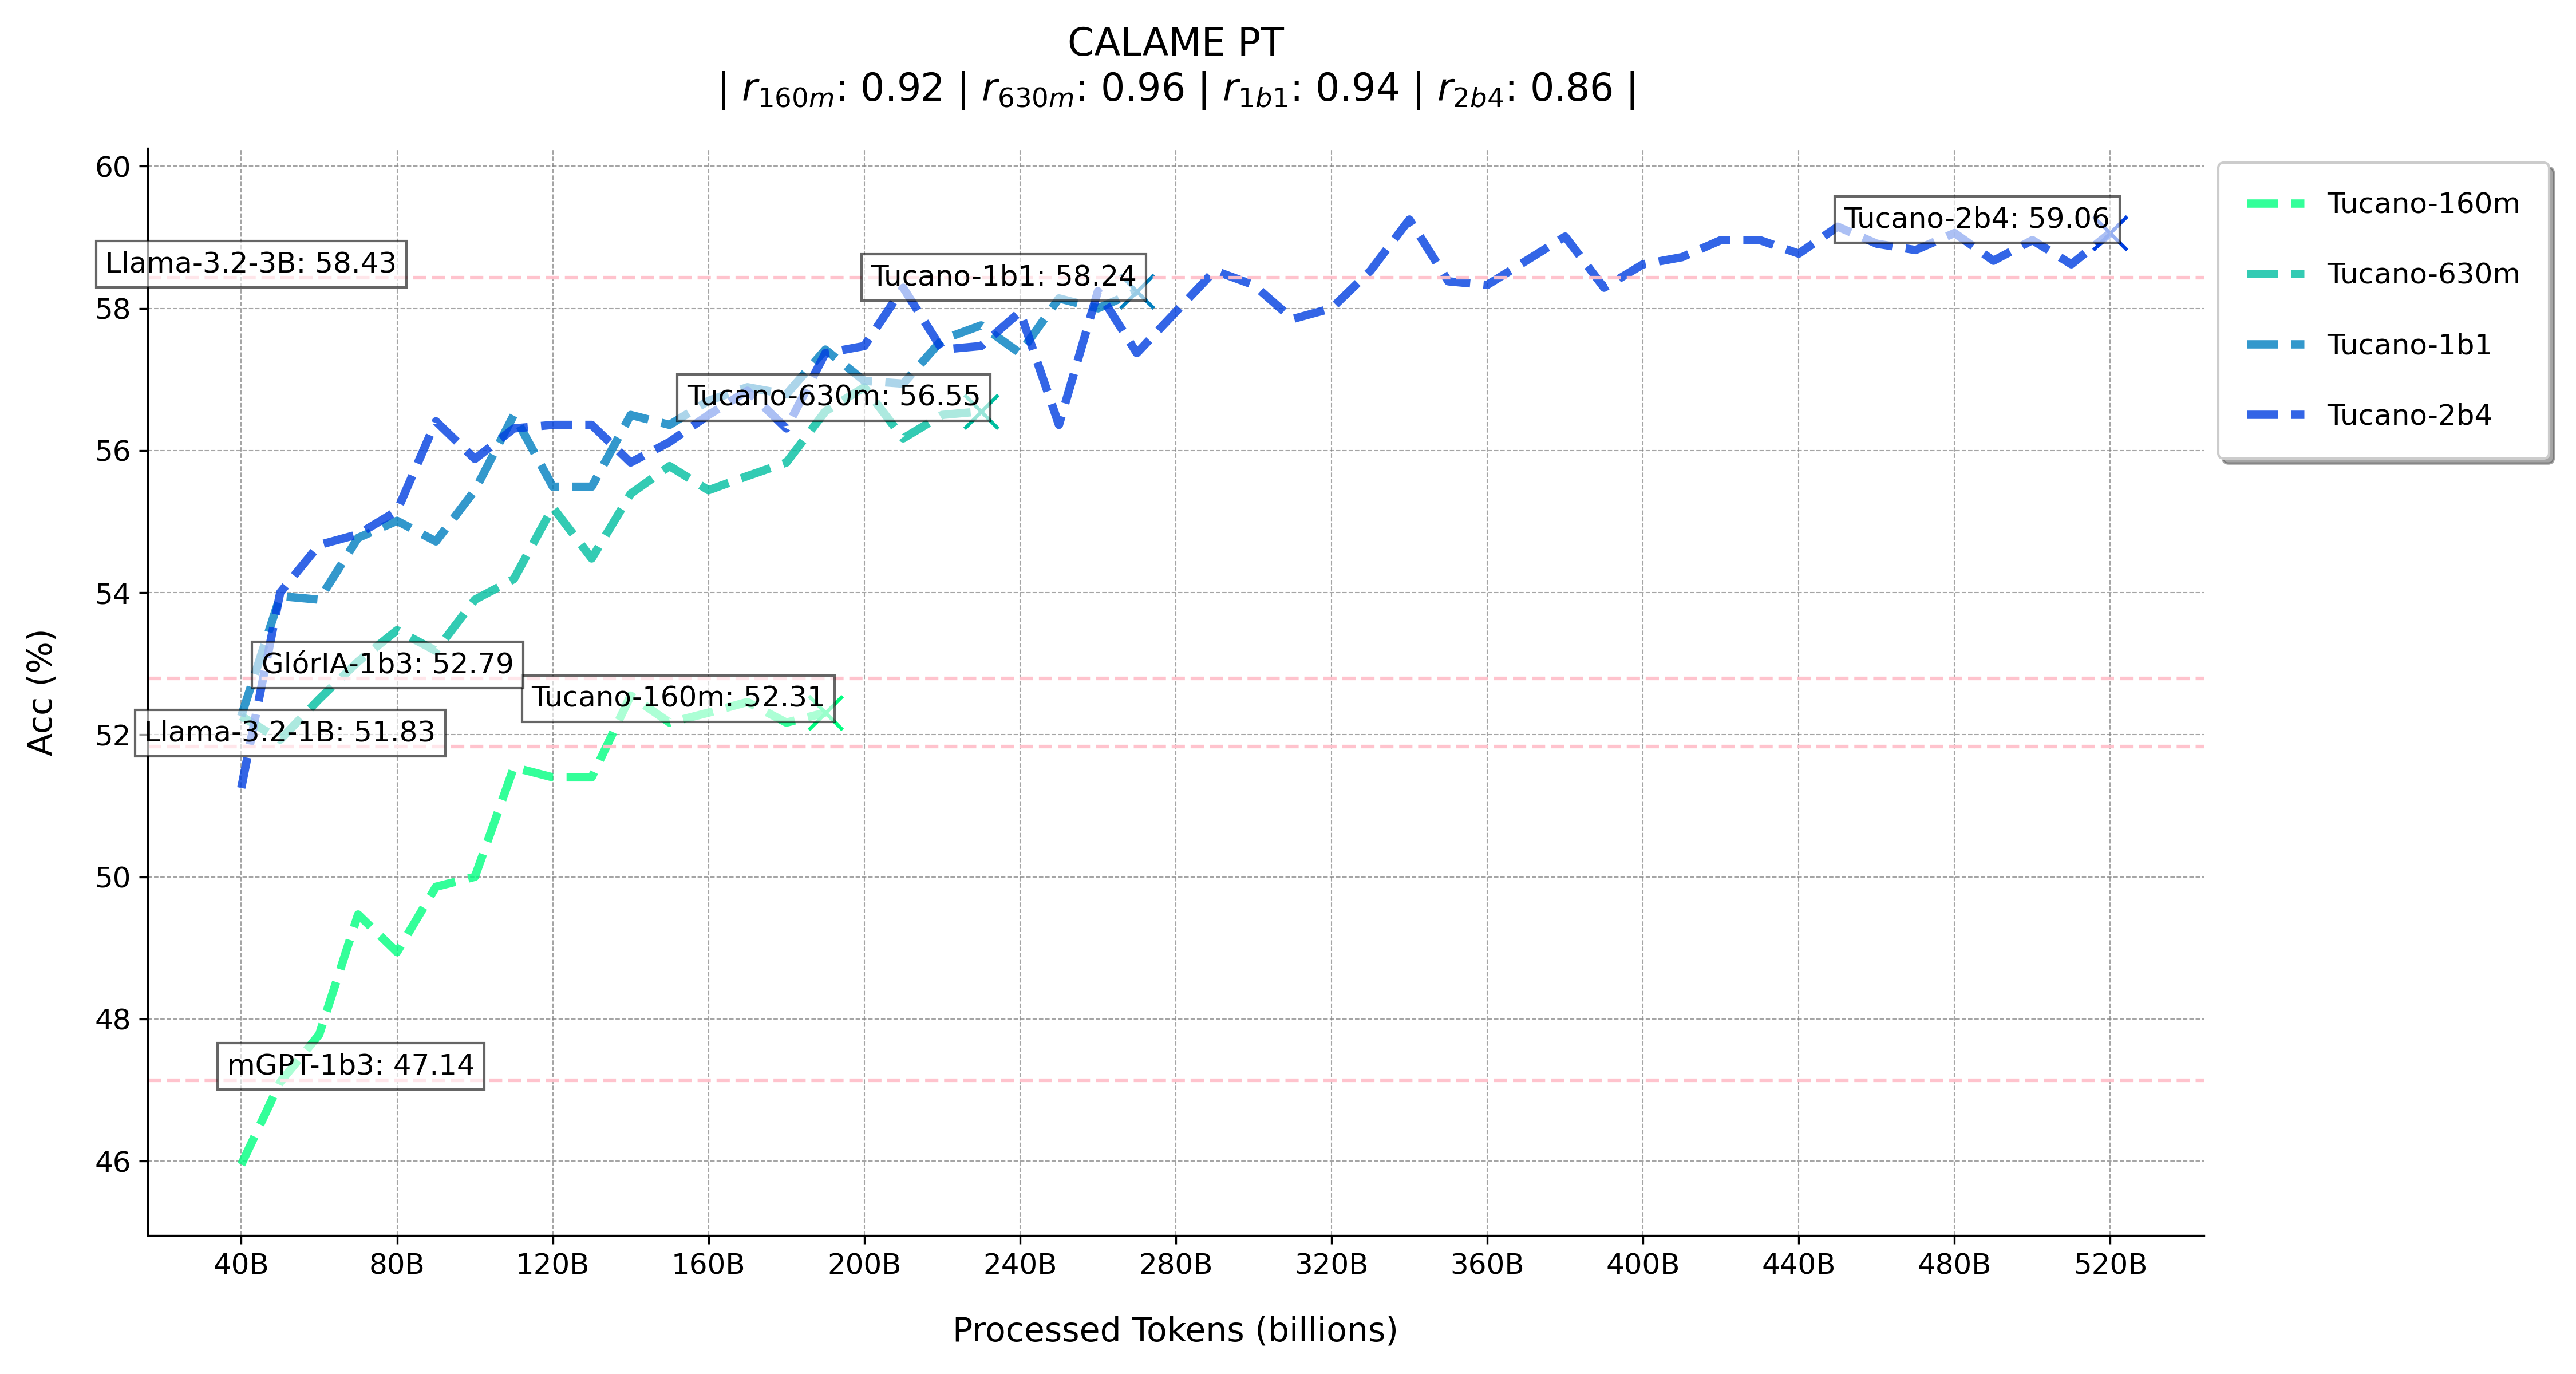 CALAME PT
| r160m: 0.92 | r630m: 0.96 | r1b1: 0.94 | r2b4: 0.86 |
Acc (%)
60
58
56
54
52
50
48
46
Llama-3.2-3B: 58.43
Tucano-2b4: 59.06
Tucano-1b1: 58.24
Tucano-630m: 56.55
GlórIA-1b3: 52.79
Tucano-160m: 52.31
Llama-3.2-1B: 51.83
mGPT-1b3: 47.14
40B 80B 120B 160B 200B 240B 280B 320B 360B 400B 440B 480B 520B
Processed Tokens (billions)
Tucano-160m
Tucano-630m
Tucano-1b1
Tucano-2b4